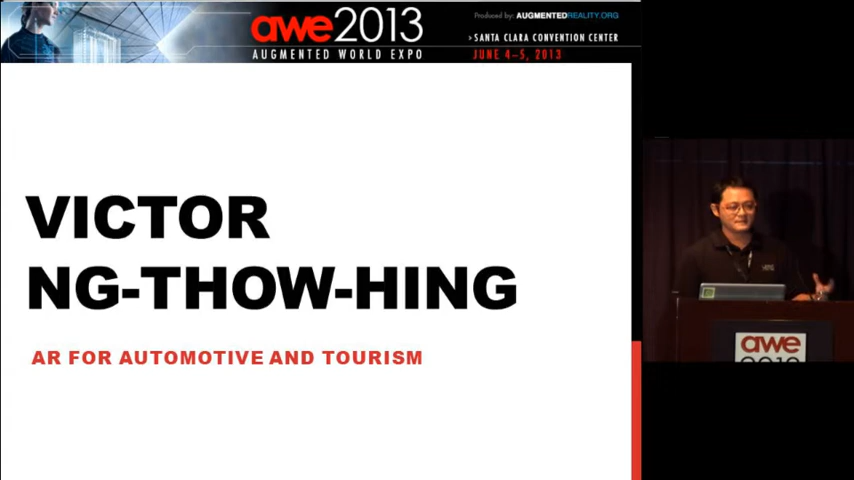 awe2013
AUGMENTED WORLD EXPO
Produced by: AUGMENTEDREALITY.ORG
> SANTA CLARA CONVENTION CENTER
JUNE 4–5, 2013
VICTOR
NG-THOW-HING
AR FOR AUTOMOTIVE AND TOURISM
awe
2013